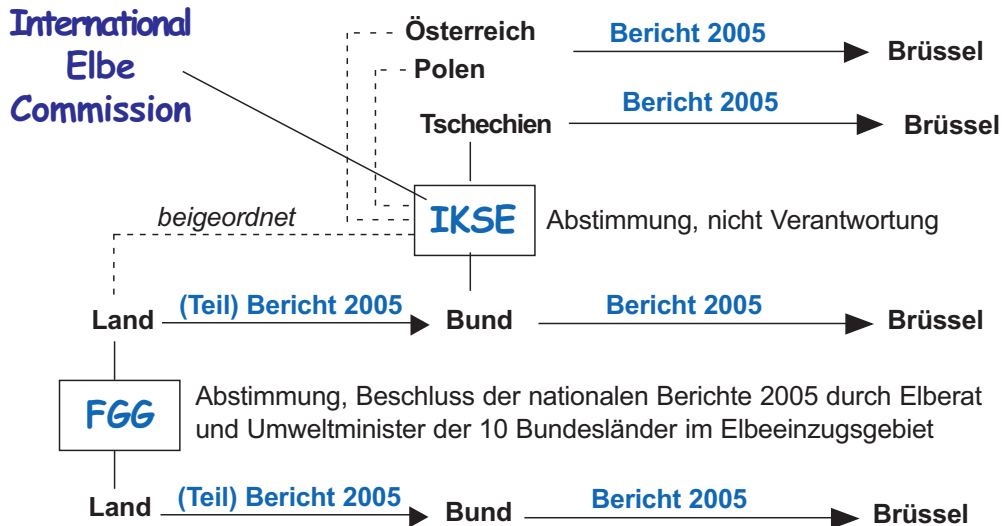 International
Elbe
Commission
Österreich
Bericht 2005
Brüssel
Polen
Tschechien
Bericht 2005
Brüssel
beigeordnet
IKSE
Abstimmung, nicht Verantwortung
Land
(Teil) Bericht 2005
Bund
Bericht 2005
Brüssel
FGG
Abstimmung, Beschluss der nationalen Berichte 2005 durch Elberat
und Umweltminister der 10 Bundesländer im Elbeeinzugsgebiet
Land
(Teil) Bericht 2005
Bund
Bericht 2005
Brüssel